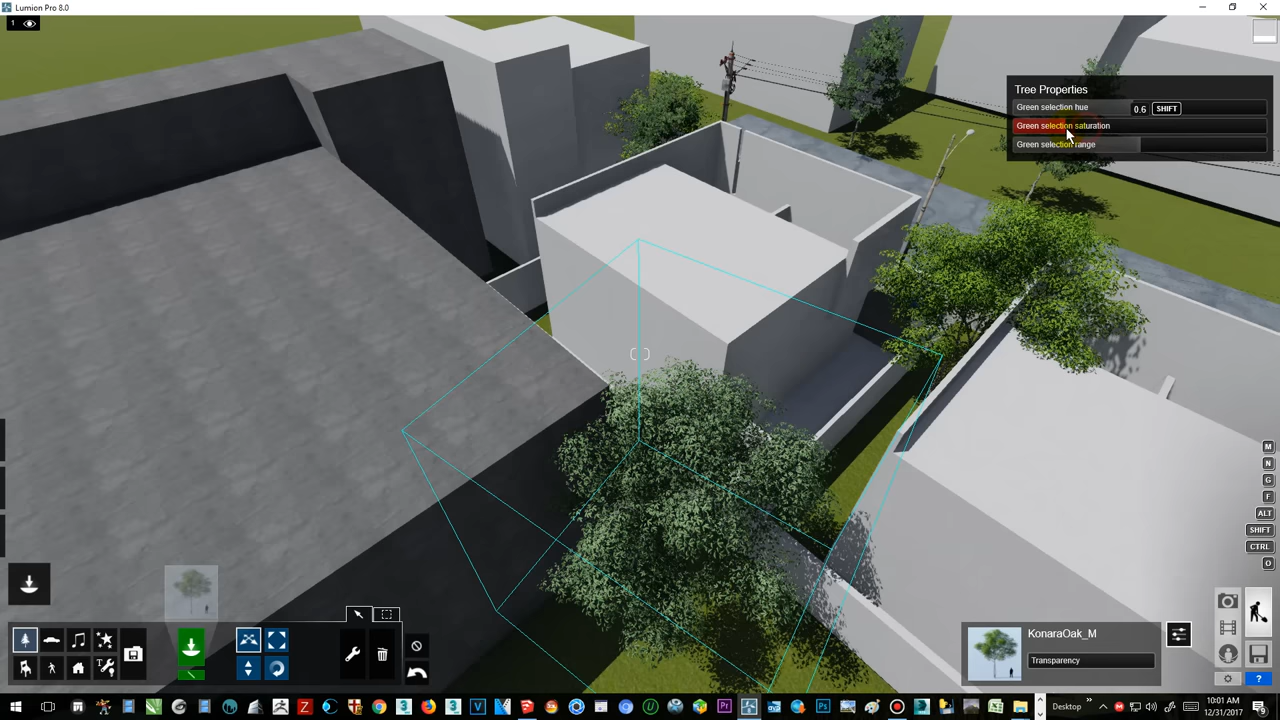 Lumion Pro 8.0
1
Tree Properties
Green selection hue 0.6 SHIFT
Green selection saturation
Green selection range
M
N
G
F
ALT
SHIFT
CTRL
O
KonaraOak_M
Transparency
?
Desktop
10:01 AM
12/31/2017